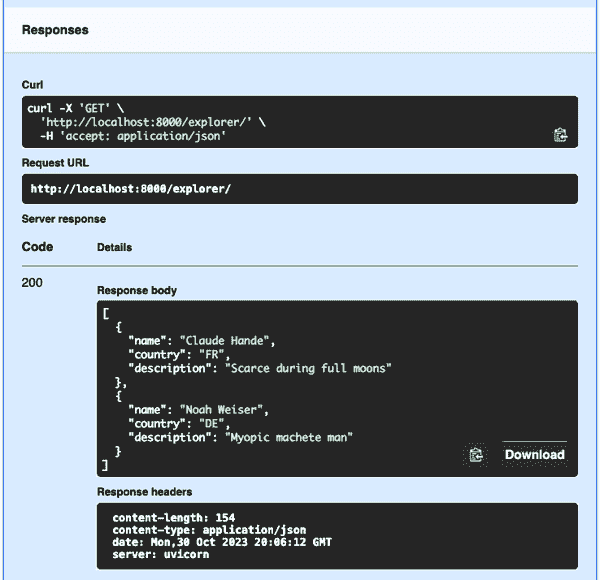 Responses
Curl
curl -X 'GET' \
  'http://localhost:8000/explorer/' \
  -H 'accept: application/json'
Request URL
http://localhost:8000/explorer/
Server response
Code Details
200
Response body
[
  {
    "name": "Claude Hande",
    "country": "FR",
    "description": "Scarce during full moons"
  },
  {
    "name": "Noah Weiser",
    "country": "DE",
    "description": "Myopic machete man"
  }
]
Download
Response headers
content-length: 154
content-type: application/json
date: Mon,30 Oct 2023 20:06:12 GMT
server: uvicorn